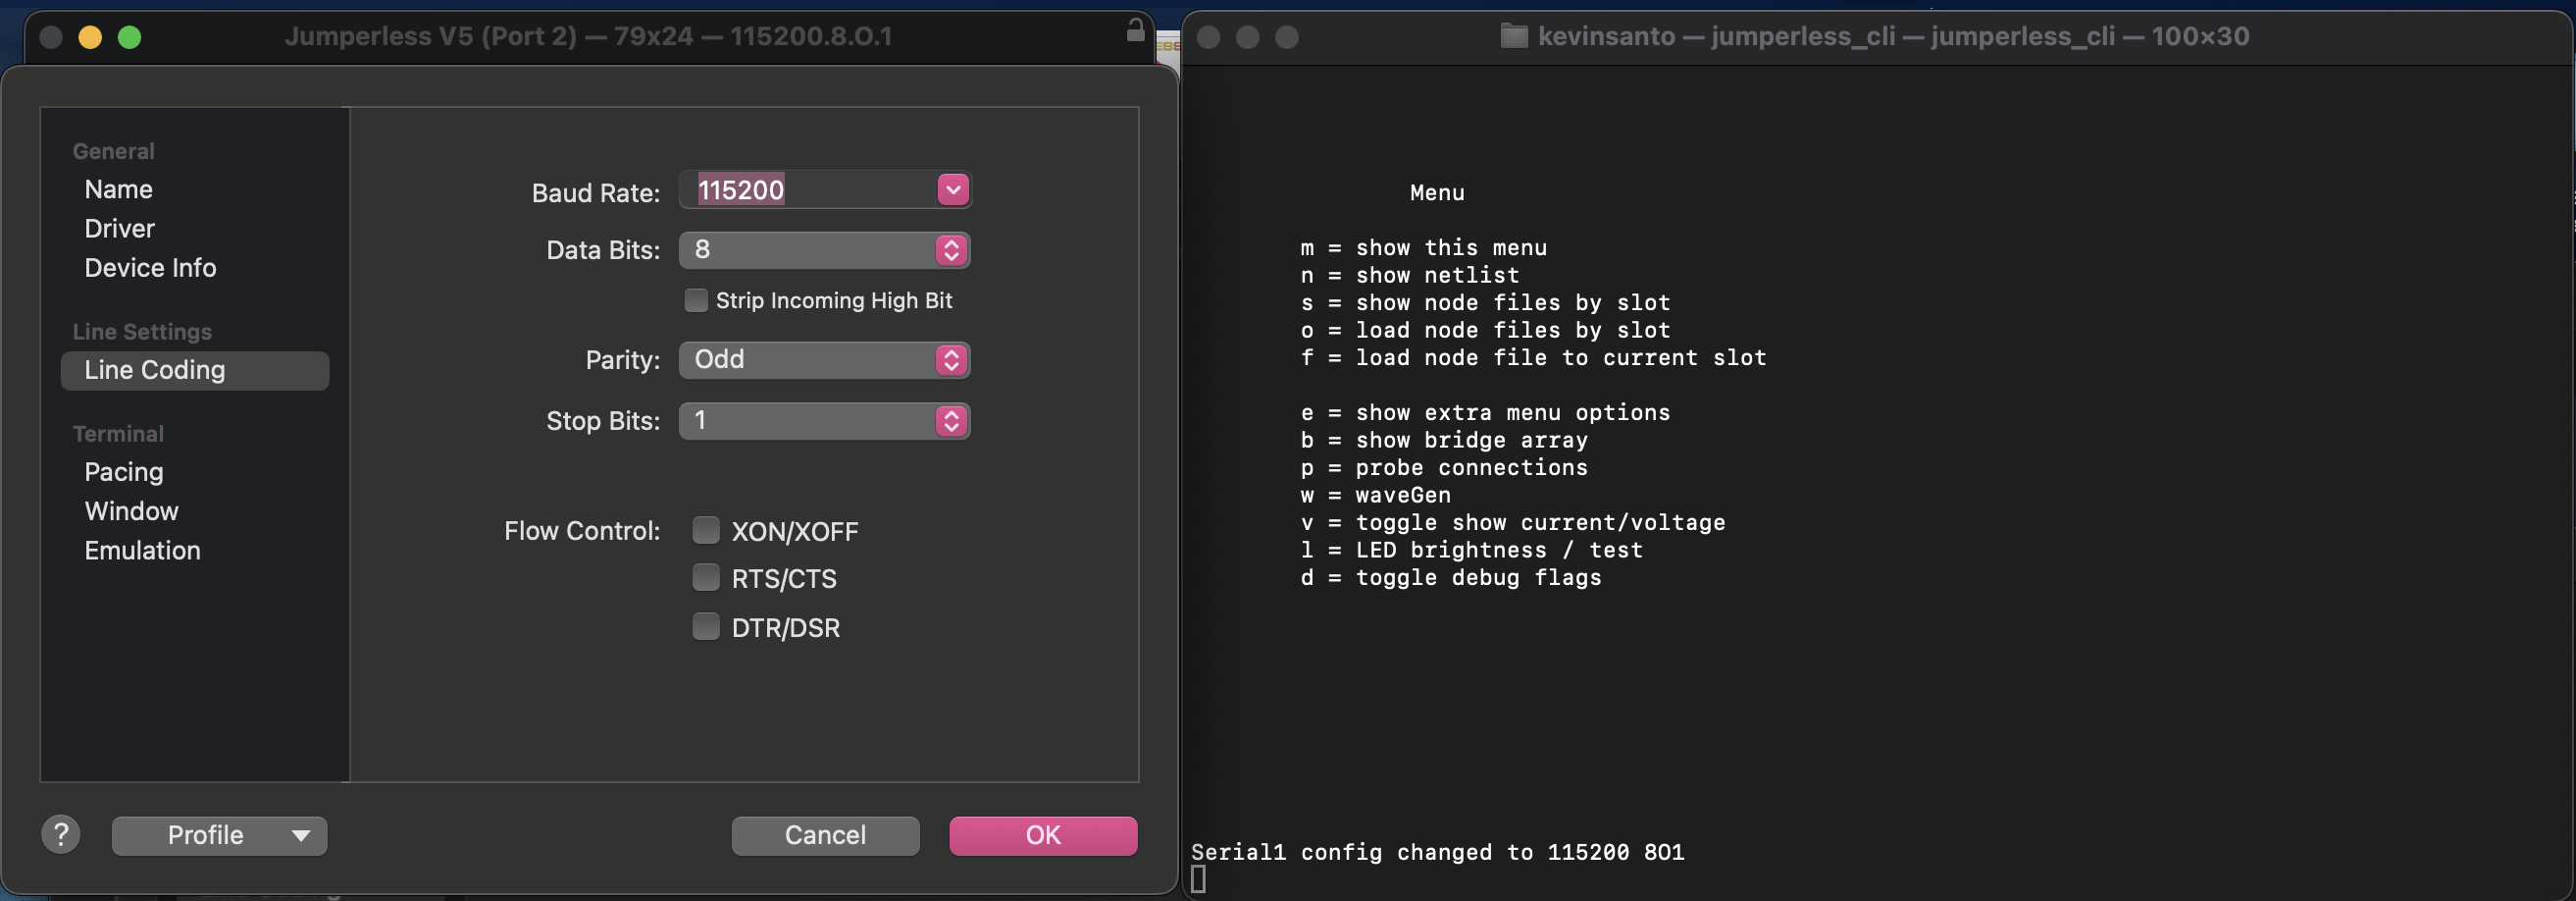 Jumperless V5 (Port 2) — 79x24 — 115200.8.O.1
General
Name
Driver
Device Info
Line Settings
Line Coding
Terminal
Pacing
Window
Emulation
Baud Rate: 115200
Data Bits: 8
Strip Incoming High Bit
Parity: Odd
Stop Bits: 1
Flow Control: XON/XOFF
RTS/CTS
DTR/DSR
? Profile Cancel OK
kevinsanto — jumperless_cli — jumperless_cli — 100×30
Menu
m = show this menu
n = show netlist
s = show node files by slot
o = load node files by slot
f = load node file to current slot
e = show extra menu options
b = show bridge array
p = probe connections
w = waveGen
v = toggle show current/voltage
l = LED brightness / test
d = toggle debug flags
Serial1 config changed to 115200 8O1